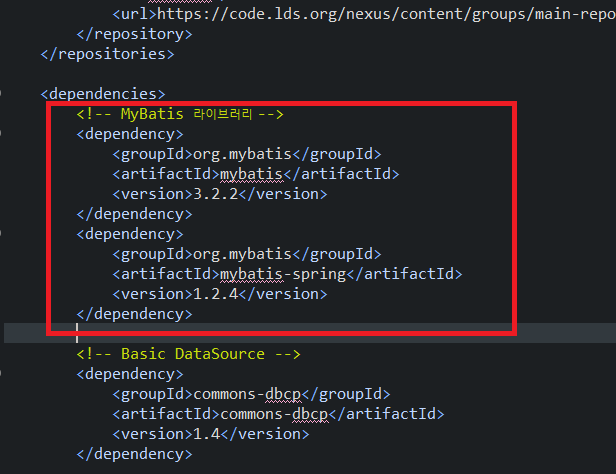 <url>https://code.lds.org/nexus/content/groups/main-repo
</repository>
</repositories>
<dependencies>
<!-- MyBatis 라이브러리 -->
<dependency>
<groupId>org.mybatis</groupId>
<artifactId>mybatis</artifactId>
<version>3.2.2</version>
</dependency>
<dependency>
<groupId>org.mybatis</groupId>
<artifactId>mybatis-spring</artifactId>
<version>1.2.4</version>
</dependency>
<!-- Basic DataSource -->
<dependency>
<groupId>commons-dbcp</groupId>
<artifactId>commons-dbcp</artifactId>
<version>1.4</version>
</dependency>